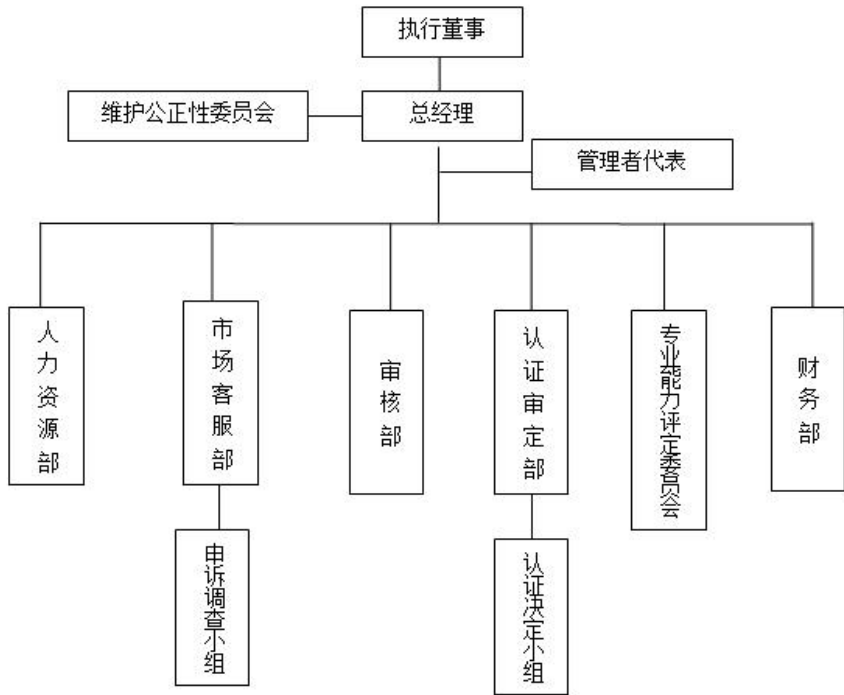 执行董事
维护公正性委员会
总经理
管理者代表
人力资源部
市场客服部
审核部
认证审定部
专业能力评定委员会
财务部
申诉调查小组
认证决定小组